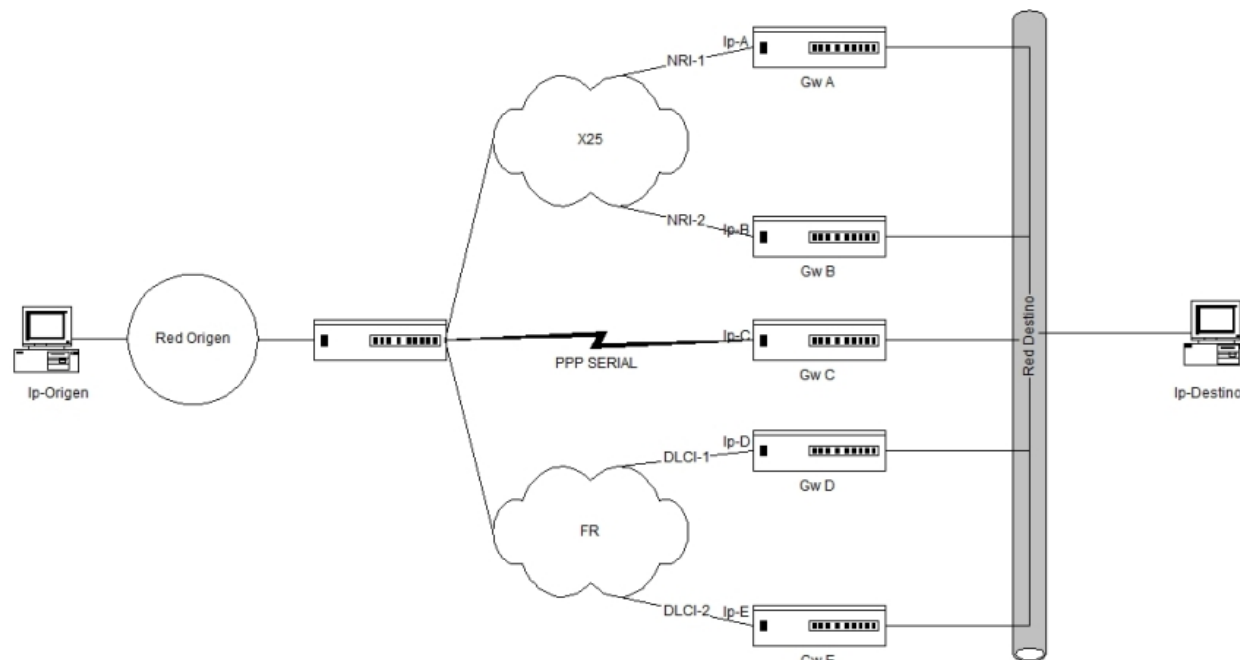 Ip-A
NRI-1
Gw A
X25
NRI-2
Ip-B
Gw B
Ip-Origen
Red Origen
PPP SERIAL
Ip-C
Gw C
Red Destino
Ip-Destino
Ip-D
DLCI-1
Gw D
FR
DLCI-2
Ip-E
Gw E